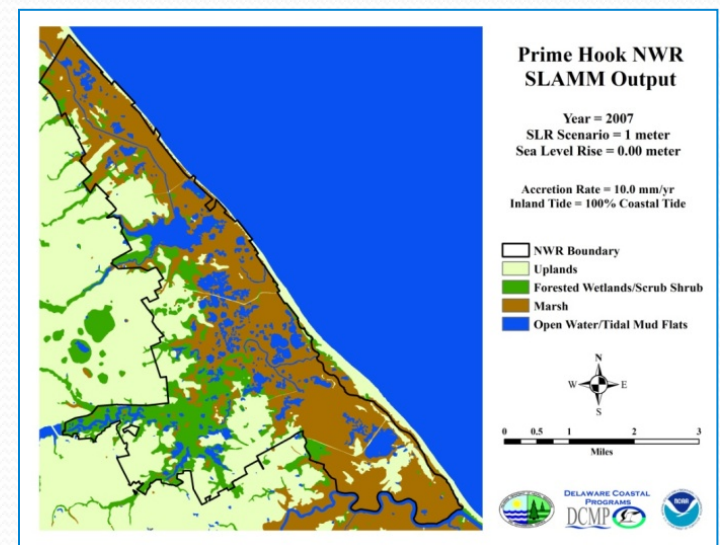 Prime Hook NWR
SLAMM Output
Year = 2007
SLR Scenario = 1 meter
Sea Level Rise = 0.00 meter
Accretion Rate = 10.0 mm/yr
Inland Tide = 100% Coastal Tide
NWR Boundary
Uplands
Forested Wetlands/Scrub Shrub
Marsh
Open Water/Tidal Mud Flats
N
W E
S
0 0.5 1 2 3
Miles
DELAWARE COASTAL
PROGRAMS
DCMP
NOAA